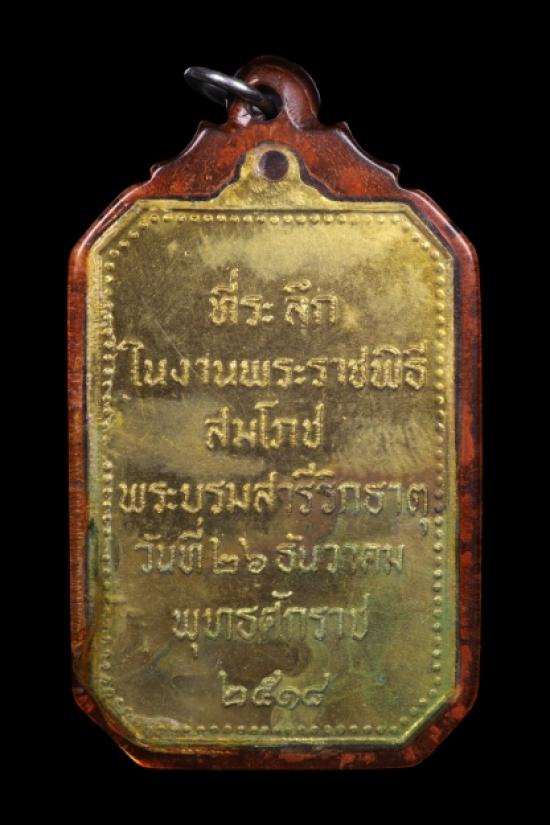 ที่ระลึก
ในงานพระราชพิธี
สมโภช
พระบรมสารีริกธาตุ
วันที่ ๒๖ ธันวาคม
พุทธศักราช
๒๕๑๘